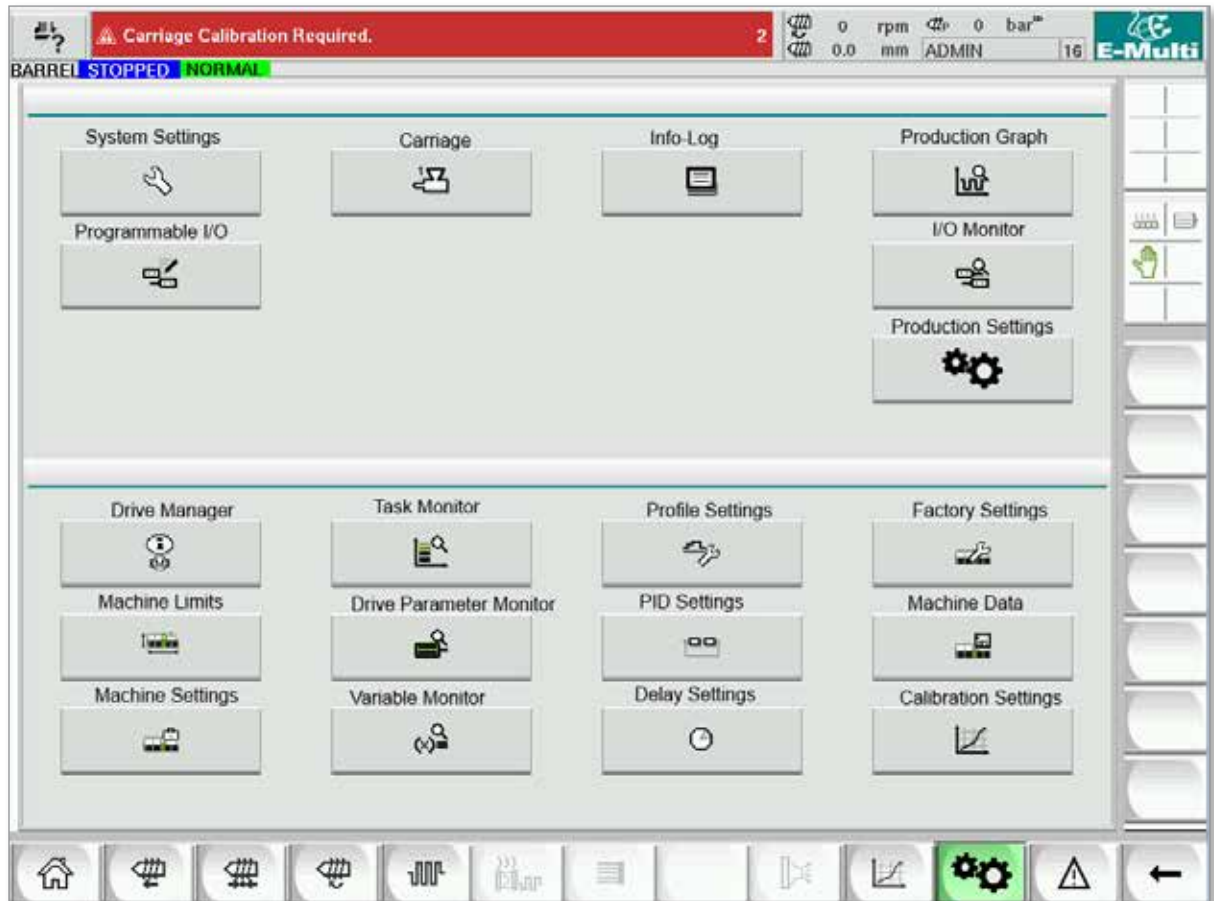 Carriage Calibration Required. 2
0 rpm 0 bar
0.0 mm ADMIN 16 E-Multi
BARREL STOPPED NORMAL
System Settings Carriage Info-Log Production Graph
Programmable I/O I/O Monitor
Production Settings
Drive Manager Task Monitor Profile Settings Factory Settings
Machine Limits Drive Parameter Monitor PID Settings Machine Data
Machine Settings Variable Monitor Delay Settings Calibration Settings